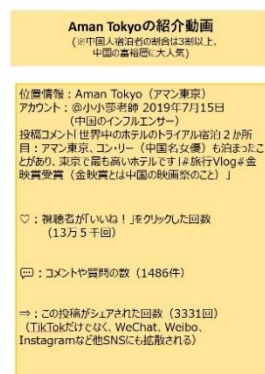 Aman Tokyoの紹介動画
(※中国人宿泊者の割合は3割以上、
中国の富裕層に大人気)
位置情報：Aman Tokyo（アマン東京）
アカウント：＠小小莎老師 2019年7月15日
（中国のインフルエンサー）
投稿コメント「世界中のホテルのトライアル宿泊2か所
目：アマン東京、コン・リー（中国名女優）も泊まったこ
とがあり、東京で最も高いホテルです！#旅行Vlog#金
映賞受賞（金映賞とは中国の映画祭のこと）」
♡：視聴者が「いいね！」をクリックした回数
（13万5千回）
：コメントや質問の数（1486件）
⇒：この投稿がシェアされた回数（3331回）
（TikTokだけでなく、WeChat、Weibo、
Instagramなど他SNSにも拡散される）